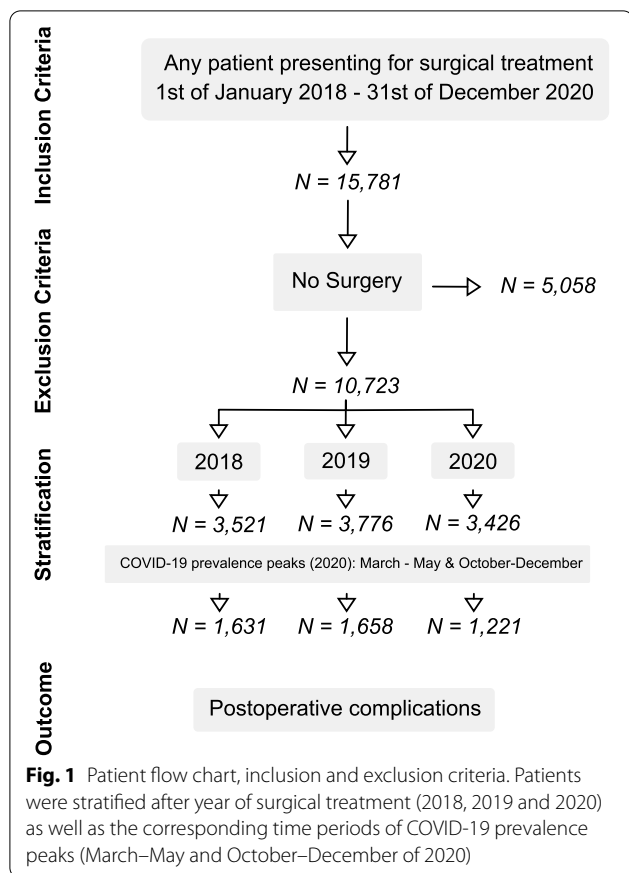 Inclusion Criteria
Any patient presenting for surgical treatment
1st of January 2018 - 31st of December 2020
N = 15,781
Exclusion Criteria
No Surgery
N = 5,058
N = 10,723
Stratification
2018 2019 2020
N = 3,521 N = 3,776 N = 3,426
COVID-19 prevalence peaks (2020): March - May & October-December
N = 1,631 N = 1,658 N = 1,221
Outcome
Postoperative complications
Fig. 1 Patient flow chart, inclusion and exclusion criteria. Patients
were stratified after year of surgical treatment (2018, 2019 and 2020)
as well as the corresponding time periods of COVID-19 prevalence
peaks (March–May and October–December of 2020)